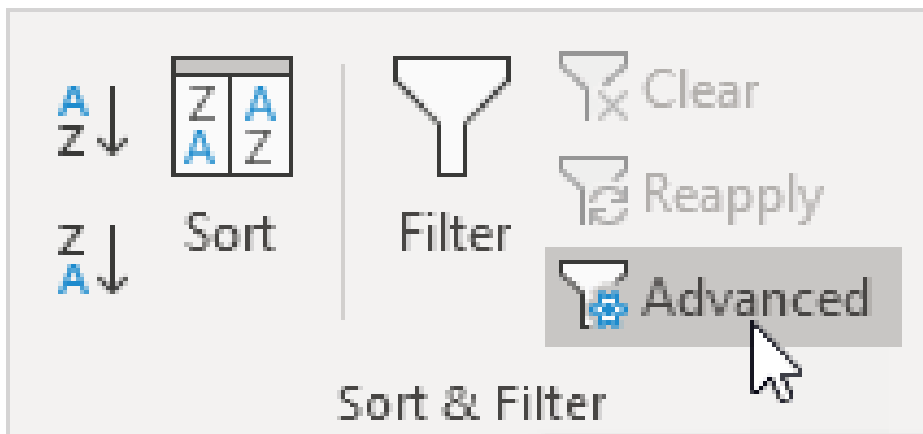 A
Z
Z A
A Z
Sort
Z
A
Filter
Clear
Reapply
Advanced
Sort & Filter